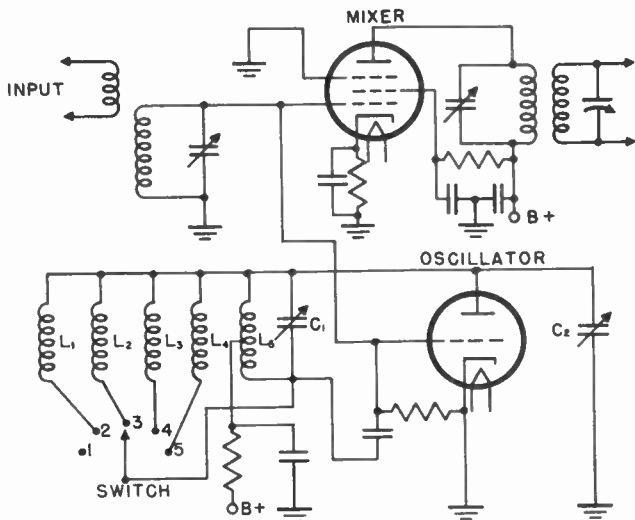 MIXER
INPUT
B+
OSCILLATOR
L₁
L₂
L₃
L₄
L₅
C₁
C₂
1
2
3
4
5
SWITCH
B+